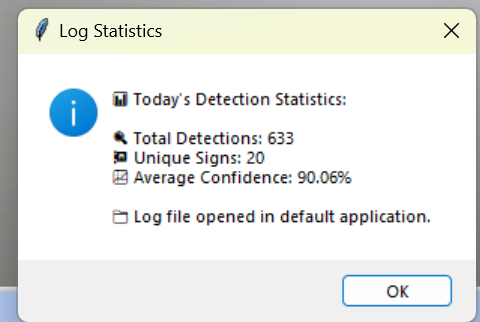 Log Statistics
Today's Detection Statistics:
Total Detections: 633
Unique Signs: 20
Average Confidence: 90.06%
Log file opened in default application.
OK